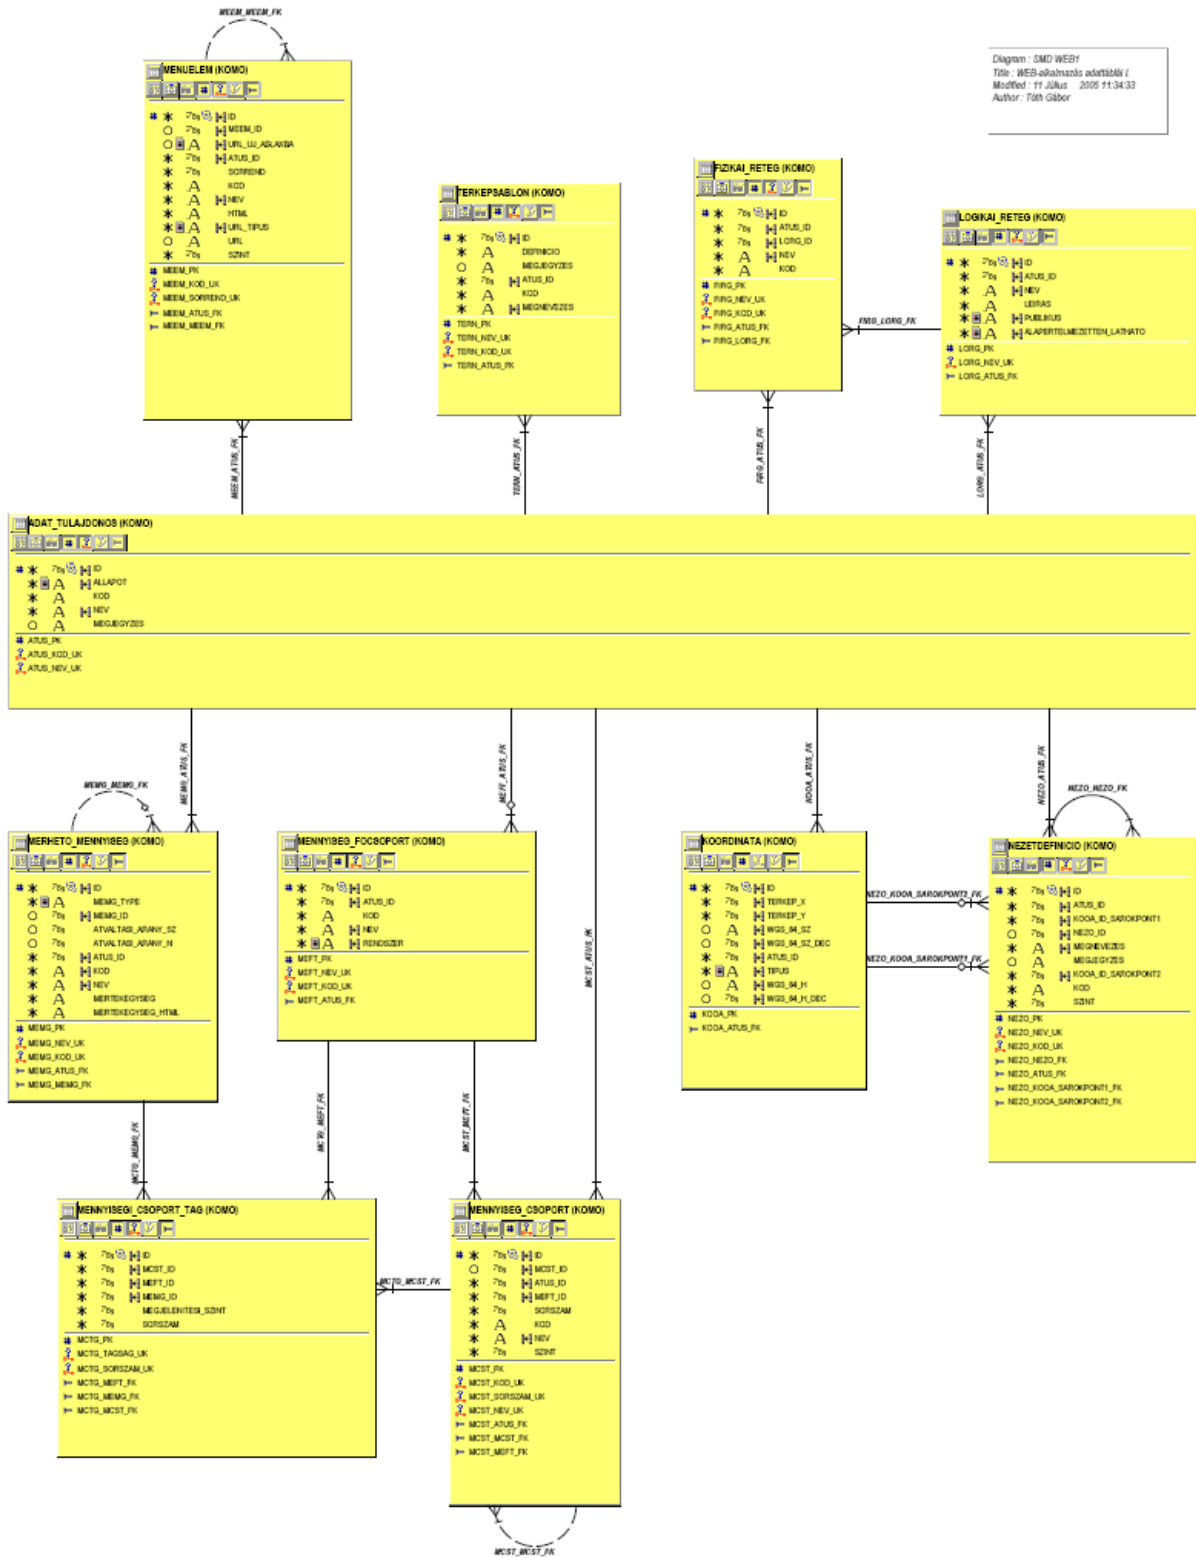 MEEM_MEEM_FK
Diagram : SMD WEB1
Title : WEB-alkalmazás adattáblái I.
Modified : 11 Július 2005 11:34:33
Author : Tóth Gábor
MENUELEM (KOMO)
ID
MEEM_ID
URL_UJ_ABLAKBA
ATUS_ID
SORREND
KOD
NEV
HTML
URL_TIPUS
URL
SZINT
MEEM_PK
MEEM_KOD_UK
MEEM_SORREND_UK
MEEM_ATUS_FK
MEEM_MEEM_FK
TERKEPSABLON (KOMO)
ID
DEFINICIO
MEGJEGYZES
ATUS_ID
KOD
MEGNEVEZES
TERN_PK
TERN_NEV_UK
TERN_KOD_UK
TERN_ATUS_FK
FIZIKAI_RETEG (KOMO)
ID
ATUS_ID
LORG_ID
NEV
KOD
FIRG_PK
FIRG_NEV_UK
FIRG_KOD_UK
FIRG_ATUS_FK
FIRG_LORG_FK
FIRG_LORG_FK
LOGIKAI_RETEG (KOMO)
ID
ATUS_ID
NEV
LEIRAS
PUBLIKUS
ALAPERTELMEZETTEN_LATHATO
LORG_PK
LORG_NEV_UK
LORG_ATUS_FK
MEEM_ATUS_FK
TERN_ATUS_FK
FIRG_ATUS_FK
LORG_ATUS_FK
ADAT_TULAJDONOS (KOMO)
ID
ALLAPOT
KOD
NEV
MEGJEGYZES
ATUS_PK
ATUS_KOD_UK
ATUS_NEV_UK
MEMG_ATUS_FK
MEFT_ATUS_FK
MCST_ATUS_FK
KOOA_ATUS_FK
NEZO_ATUS_FK
MEMG_MEMG_FK
NEZO_NEZO_FK
MERHETO_MENNYISEG (KOMO)
ID
MEMG_TYPE
MEMG_ID
ATVALTASI_ARANY_SZ
ATVALTASI_ARANY_N
ATUS_ID
KOD
NEV
MERTEKEGYSEG
MERTEKEGYSEG_HTML
MEMG_PK
MEMG_NEV_UK
MEMG_KOD_UK
MEMG_ATUS_FK
MEMG_MEMG_FK
MENNYISEG_FOCSOPORT (KOMO)
ID
ATUS_ID
KOD
NEV
RENDSZER
MEFT_PK
MEFT_NEV_UK
MEFT_KOD_UK
MEFT_ATUS_FK
KOORDINATA (KOMO)
ID
TERKEP_X
TERKEP_Y
WGS_84_SZ
WGS_84_SZ_DEC
ATUS_ID
TIPUS
WGS_84_H
WGS_84_H_DEC
KOOA_PK
KOOA_ATUS_FK
NEZO_KOOA_SAROKPONT2_FK
NEZO_KOOA_SAROKPONT1_FK
NEZETDEFINICIO (KOMO)
ID
ATUS_ID
KOOA_ID_SAROKPONT1
NEZO_ID
MEGNEVEZES
MEGJEGYZES
KOOA_ID_SAROKPONT2
KOD
SZINT
NEZO_PK
NEZO_NEV_UK
NEZO_KOD_UK
NEZO_NEZO_FK
NEZO_ATUS_FK
NEZO_KOOA_SAROKPONT1_FK
NEZO_KOOA_SAROKPONT2_FK
MCTG_MEMG_FK
MCTG_MEFT_FK
MCST_MEFT_FK
MENNYISEGI_CSOPORT_TAG (KOMO)
ID
MCST_ID
MEFT_ID
MEMG_ID
MEGJELENITESI_SZINT
SORSZAM
MCTG_PK
MCTG_TAGSAG_UK
MCTG_SORSZAM_UK
MCTG_MEFT_FK
MCTG_MEMG_FK
MCTG_MCST_FK
MCTG_MCST_FK
MENNYISEG_CSOPORT (KOMO)
ID
MCST_ID
ATUS_ID
MEFT_ID
SORSZAM
KOD
NEV
SZINT
MCST_PK
MCST_KOD_UK
MCST_SORSZAM_UK
MCST_NEV_UK
MCST_ATUS_FK
MCST_MCST_FK
MCST_MEFT_FK
MCST_MCST_FK